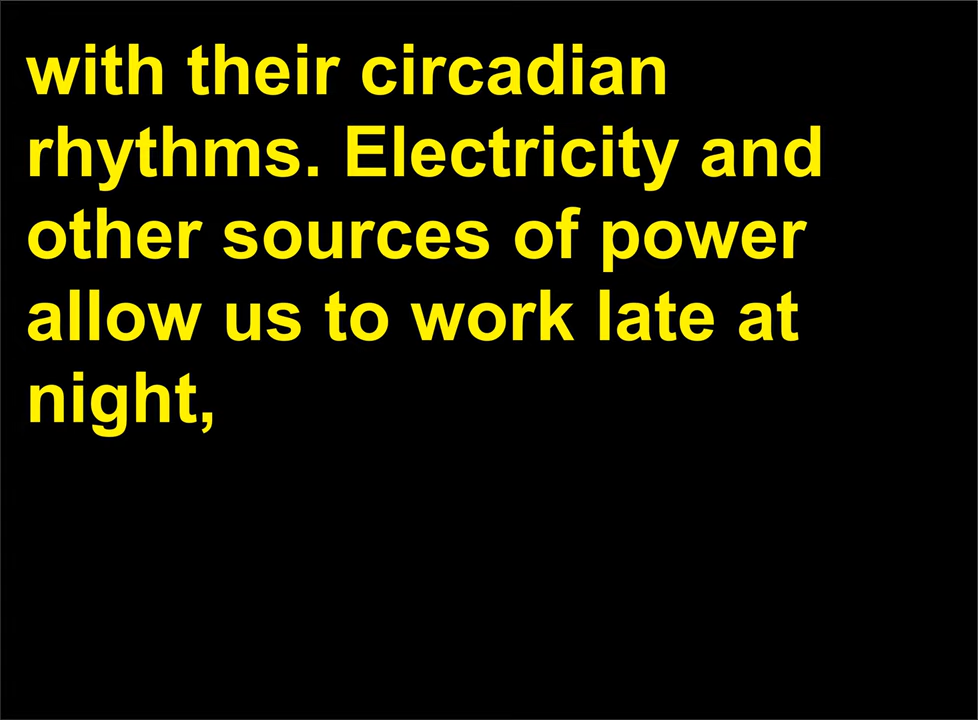 with their circadian
rhythms. Electricity and
other sources of power
allow us to work late at
night,